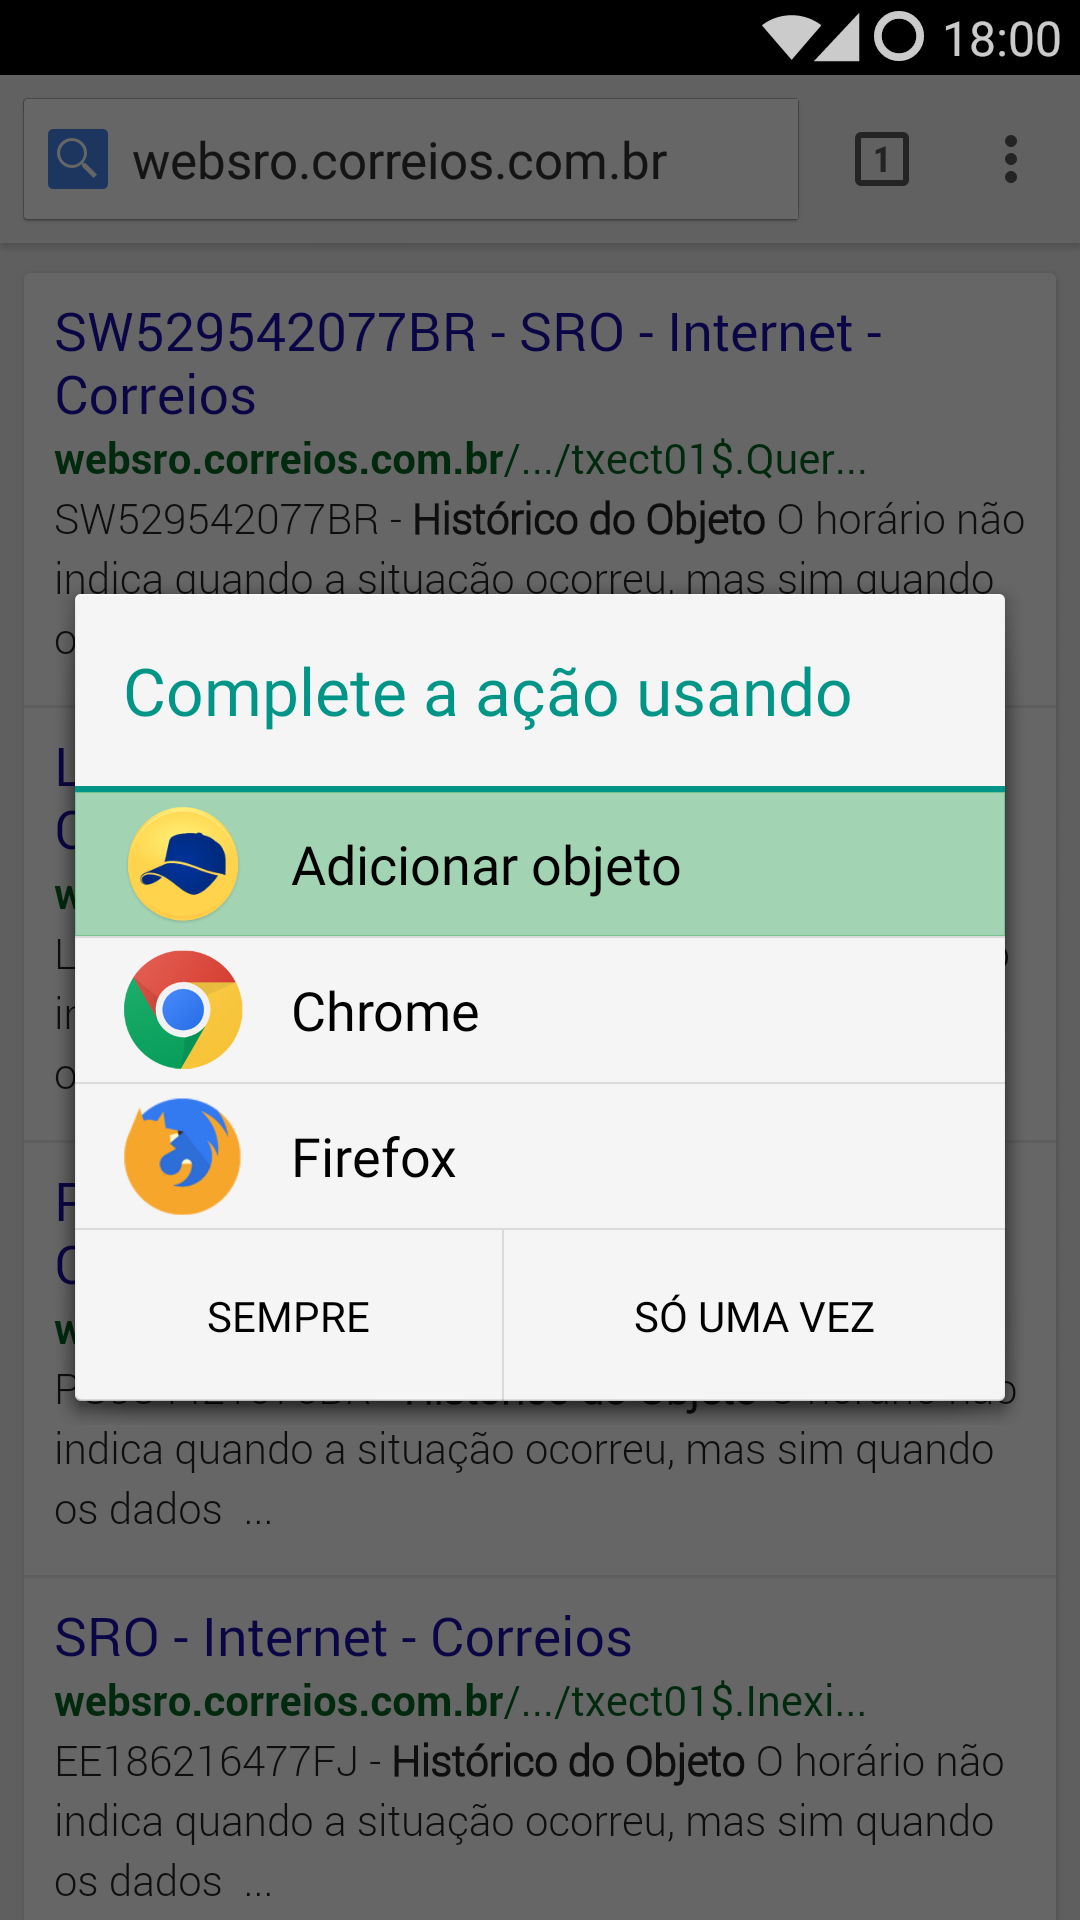 18:00
websro.correios.com.br
1
SW529542077BR - SRO - Internet -
Correios
websro.correios.com.br/.../txect01$.Quer...
SW529542077BR - Histórico do Objeto O horário não
indica quando a situação ocorreu, mas sim quando
Complete a ação usando
Adicionar objeto
Chrome
Firefox
SEMPRE
SÓ UMA VEZ
indica quando a situação ocorreu, mas sim quando
os dados ...
SRO - Internet - Correios
websro.correios.com.br/.../txect01$.Inexi...
EE186216477FJ - Histórico do Objeto O horário não
indica quando a situação ocorreu, mas sim quando
os dados ...